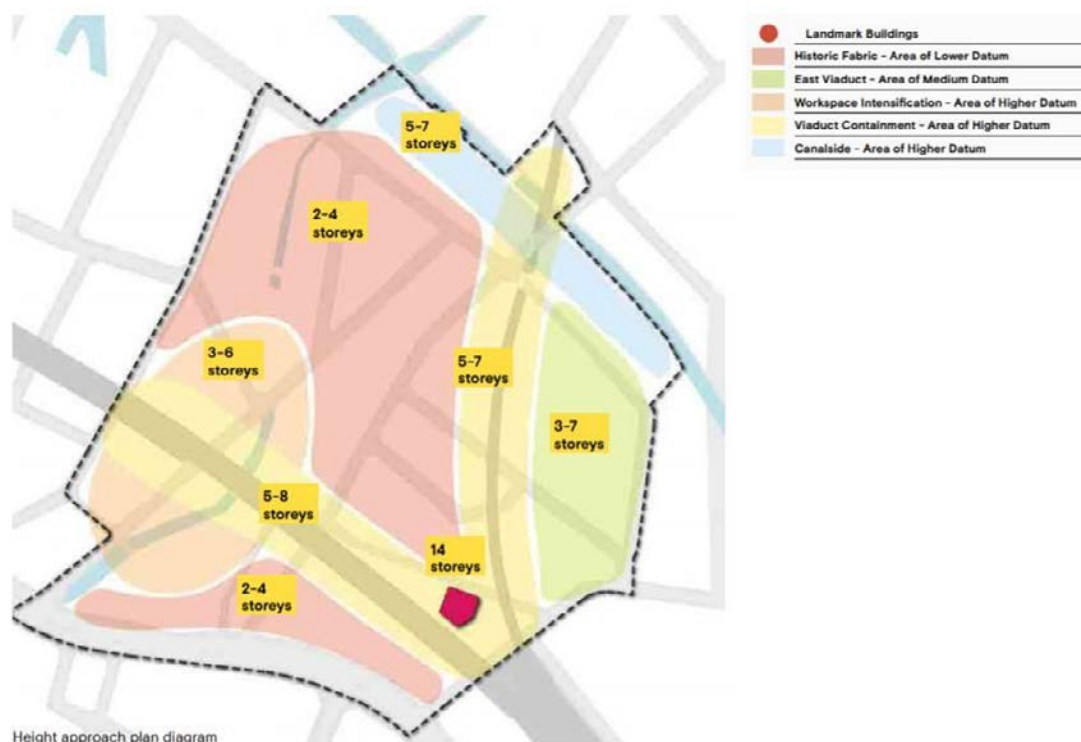 Landmark Buildings
Historic Fabric - Area of Lower Datum
East Viaduct - Area of Medium Datum
Workspace Intensification - Area of Higher Datum
Viaduct Containment - Area of Higher Datum
Canalside - Area of Higher Datum
5-7
storeys
2-4
storeys
3-6
storeys
5-7
storeys
3-7
storeys
5-8
storeys
14
storeys
2-4
storeys
Height approach plan diagram